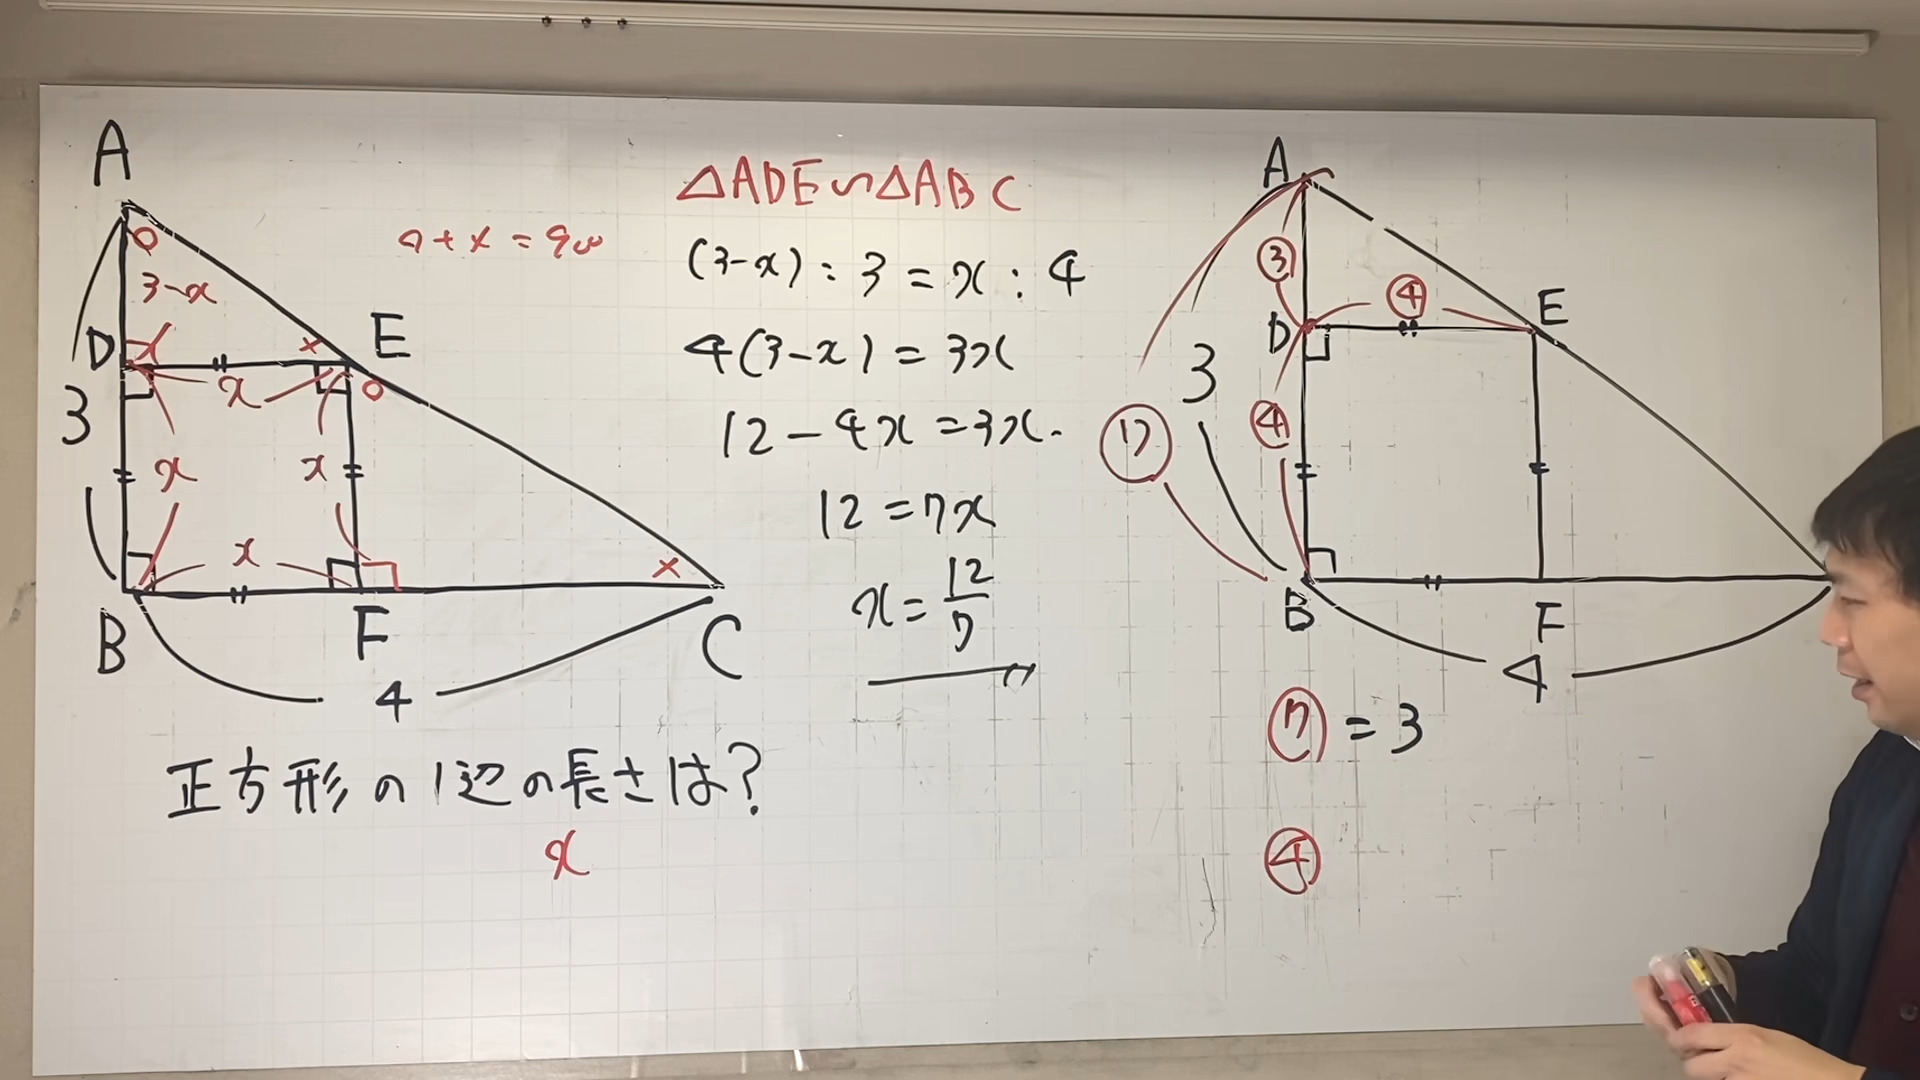 A
○
3-x
D
×
E
x
○
3
x
x
x
×
B
F
C
4
正方形の1辺の長さは?
x
○+×=90
△ADE∽△ABC
(3-x):3=x:4
4(3-x)=3x
12-4x=3x
12=7x
x=12/7
A
③
④
D
E
3
⑦
④
B
F
4
⑦=3
④